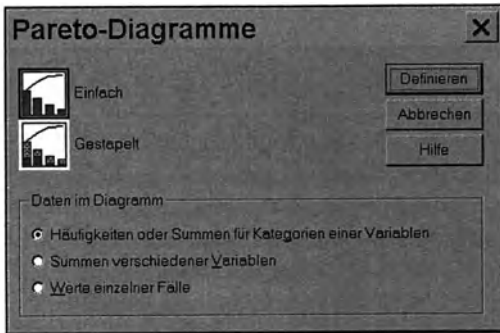 Pareto-Diagramme
Einfach
Gestapelt
Definieren
Abbrechen
Hilfe
Daten im Diagramm
Häufigkeiten oder Summen für Kategorien einer Variablen
Summen verschiedener Variablen
Werte einzelner Fälle